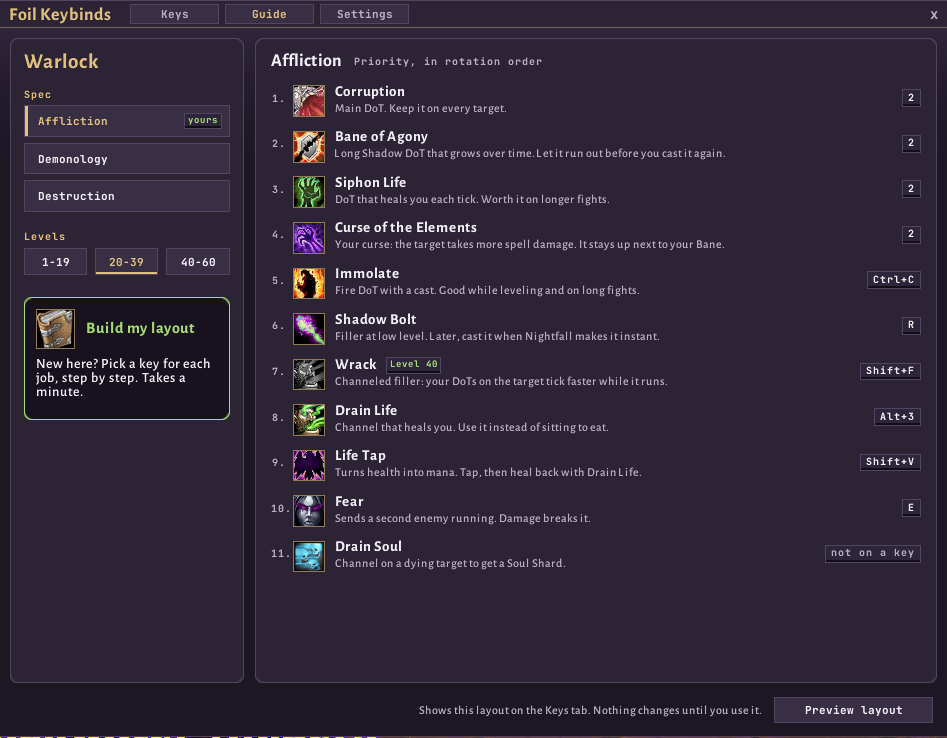 Foil Keybinds Keys Guide Settings x
Warlock
Spec
Affliction yours
Demonology
Destruction
Levels
1-19 20-39 40-60
Build my layout
New here? Pick a key for each
job, step by step. Takes a
minute.
Affliction Priority, in rotation order
1. Corruption 2
Main DoT. Keep it on every target.
2. Bane of Agony 2
Long Shadow DoT that grows over time. Let it run out before you cast it again.
3. Siphon Life 2
DoT that heals you each tick. Worth it on longer fights.
4. Curse of the Elements 2
Your curse: the target takes more spell damage. It stays up next to your Bane.
5. Immolate Ctrl+C
Fire DoT with a cast. Good while leveling and on long fights.
6. Shadow Bolt R
Filler at low level. Later, cast it when Nightfall makes it instant.
7. Wrack Level 40 Shift+F
Channeled filler: your DoTs on the target tick faster while it runs.
8. Drain Life Alt+3
Channel that heals you. Use it instead of sitting to eat.
9. Life Tap Shift+V
Turns health into mana. Tap, then heal back with Drain Life.
10. Fear E
Sends a second enemy running. Damage breaks it.
11. Drain Soul not on a key
Channel on a dying target to get a Soul Shard.
Shows this layout on the Keys tab. Nothing changes until you use it. Preview layout